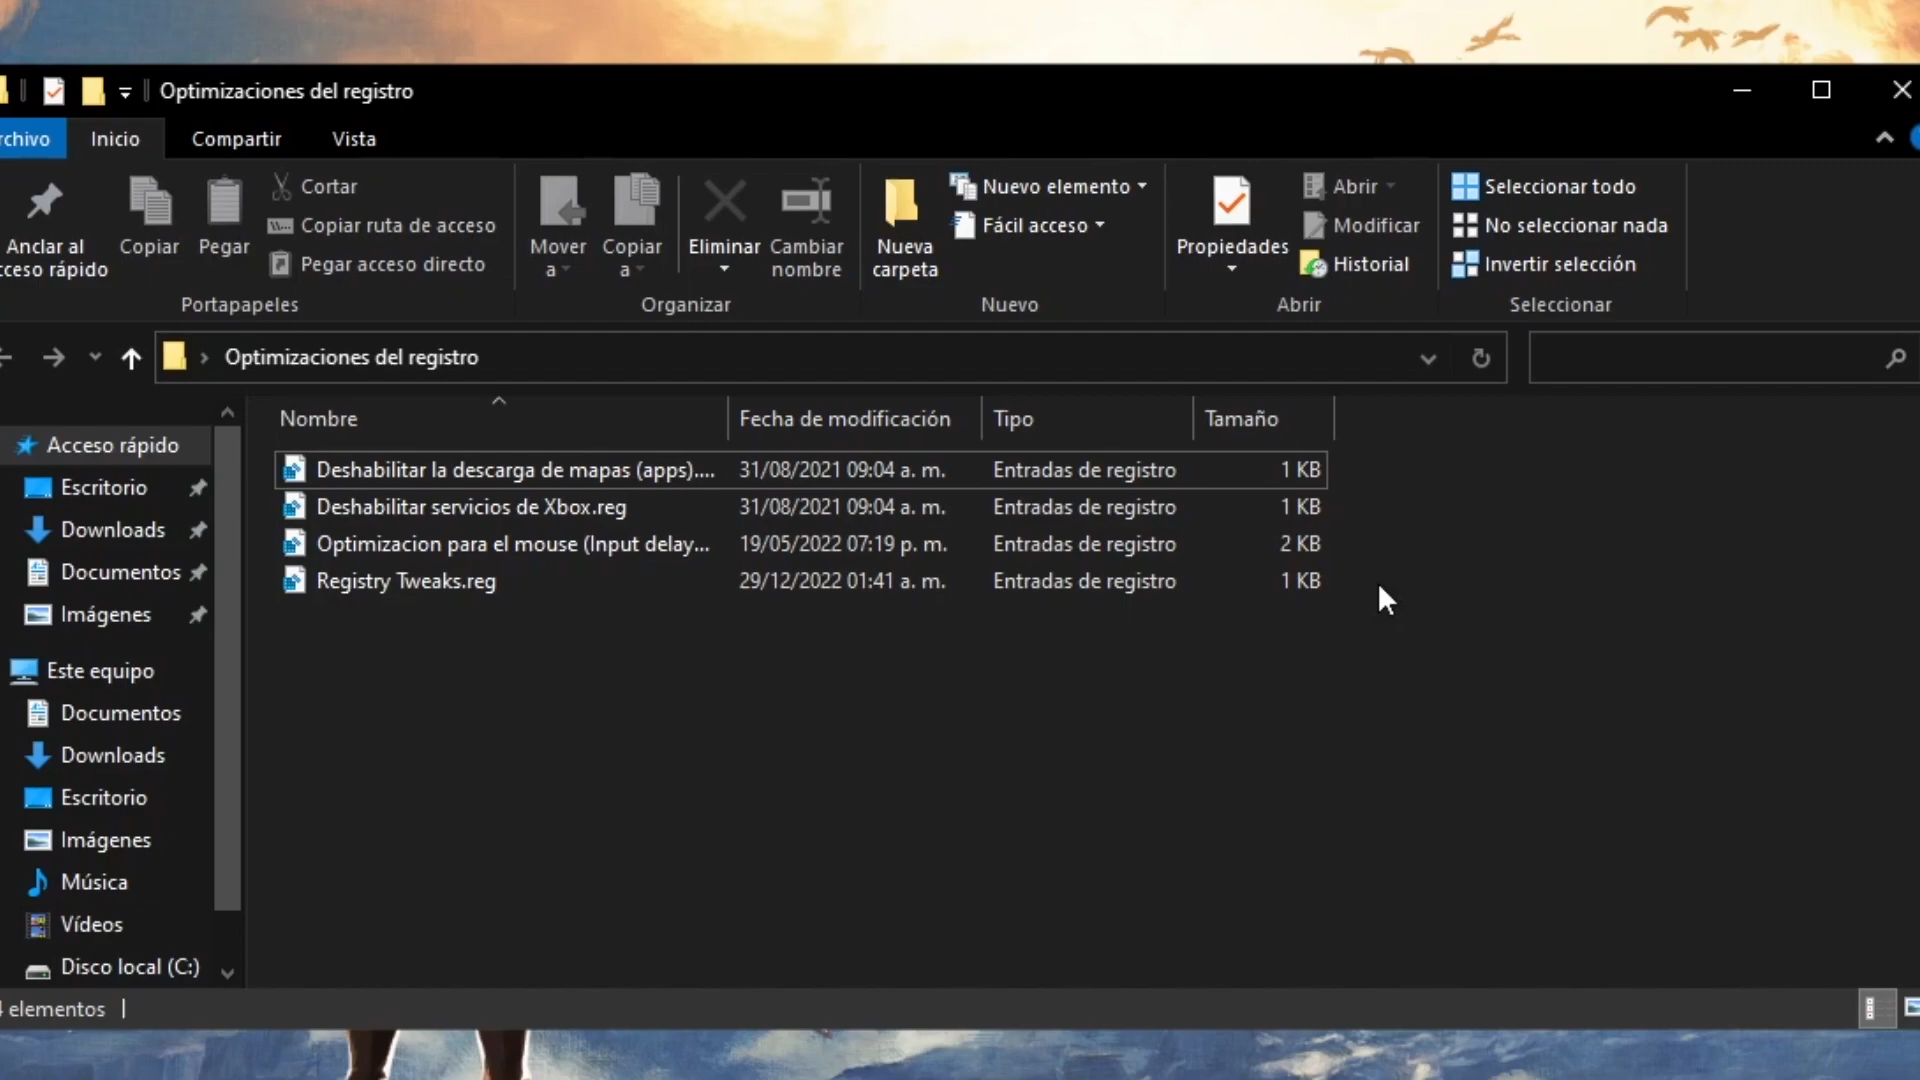 Optimizaciones del registro
rchivo Inicio Compartir Vista
Anclar al
cceso rápido
Copiar
Pegar
Cortar
Copiar ruta de acceso
Pegar acceso directo
Portapapeles
Mover
a
Copiar
a
Eliminar
Cambiar
nombre
Organizar
Nueva
carpeta
Nuevo elemento
Fácil acceso
Nuevo
Propiedades
Abrir
Modificar
Historial
Abrir
Seleccionar todo
No seleccionar nada
Invertir selección
Seleccionar
Optimizaciones del registro
Nombre Fecha de modificación Tipo Tamaño
Deshabilitar la descarga de mapas (apps).... 31/08/2021 09:04 a. m. Entradas de registro 1 KB
Deshabilitar servicios de Xbox.reg 31/08/2021 09:04 a. m. Entradas de registro 1 KB
Optimizacion para el mouse (Input delay... 19/05/2022 07:19 p. m. Entradas de registro 2 KB
Registry Tweaks.reg 29/12/2022 01:41 a. m. Entradas de registro 1 KB
Acceso rápido
Escritorio
Downloads
Documentos
Imágenes
Este equipo
Documentos
Downloads
Escritorio
Imágenes
Música
Vídeos
Disco local (C:)
4 elementos